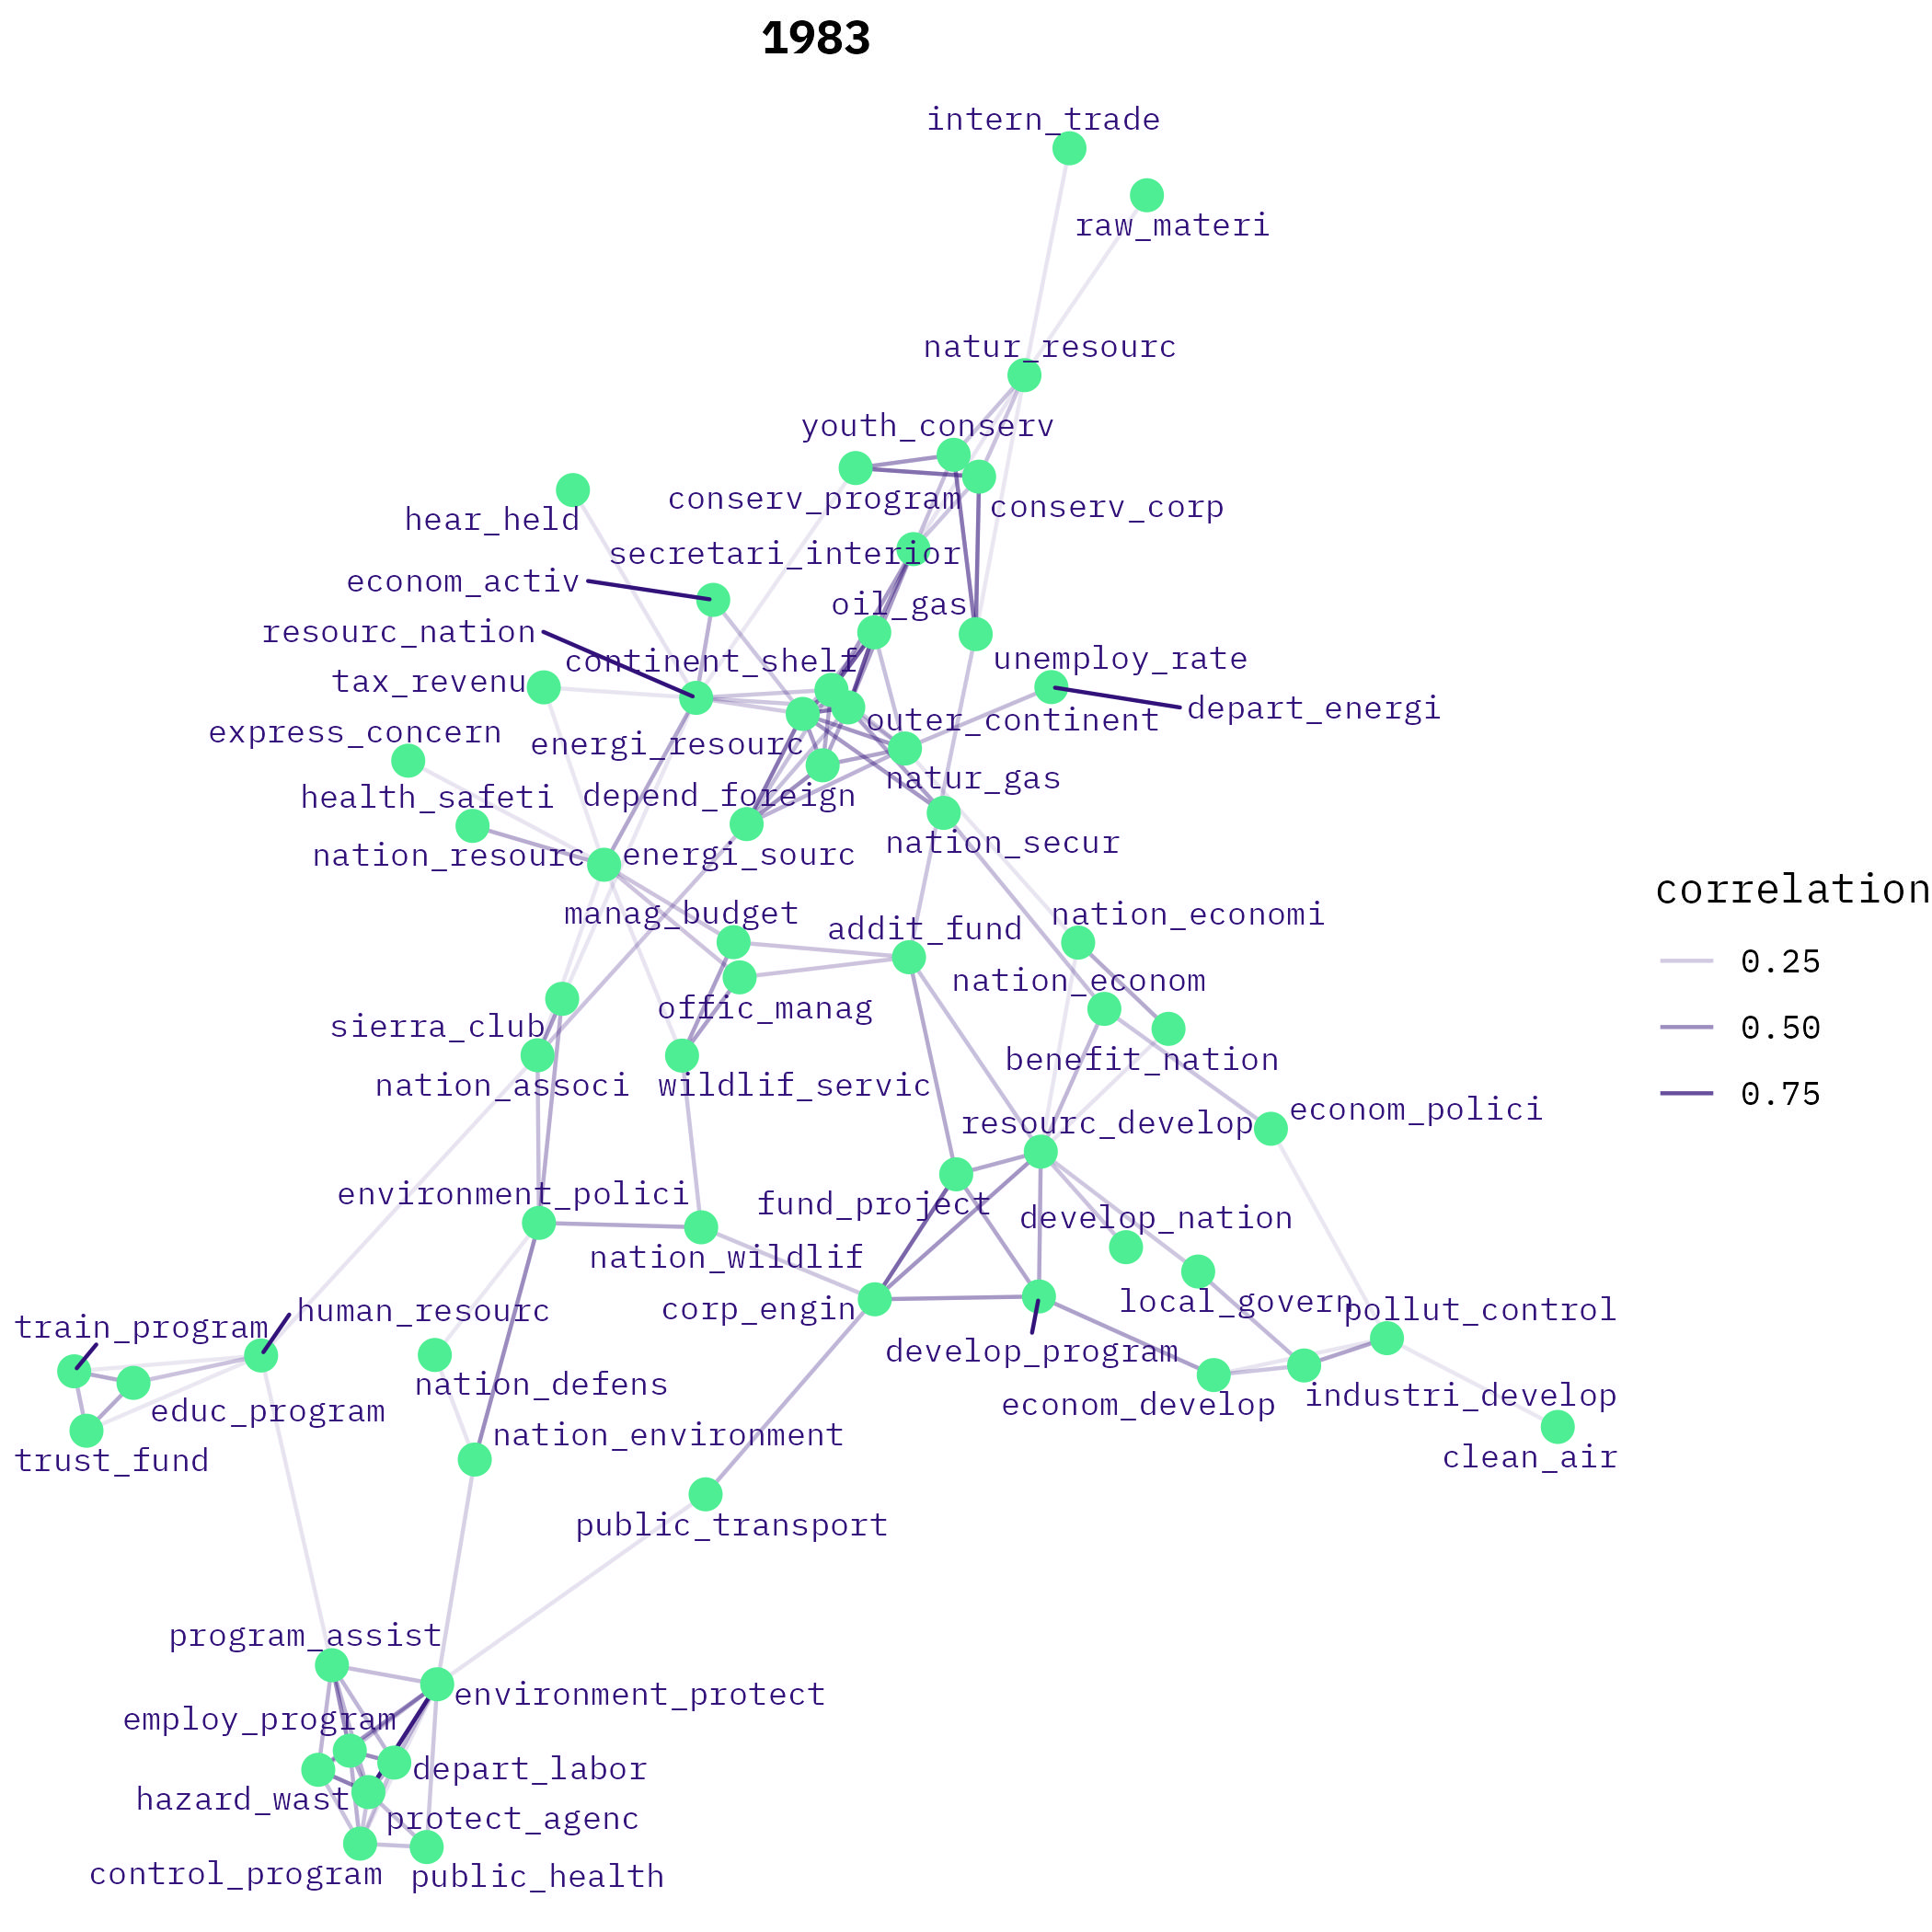 1983
intern_trade
raw_materi
natur_resourc
youth_conserv
conserv_program
conserv_corp
hear_held
secretari_interior
econom_activ
oil_gas
resourc_nation
continent_shelf
unemploy_rate
tax_revenu
depart_energi
outer_continent
express_concern
energi_resourc
natur_gas
health_safeti
depend_foreign
nation_secur
nation_resourc
energi_sourc
correlation
0.25
0.50
0.75
manag_budget
addit_fund
nation_economi
nation_econom
offic_manag
sierra_club
benefit_nation
nation_associ
wildlif_servic
econom_polici
resourc_develop
environment_polici
fund_project
develop_nation
nation_wildlif
local_govern
pollut_control
corp_engin
human_resourc
train_program
develop_program
nation_defens
industri_develop
econom_develop
educ_program
nation_environment
clean_air
trust_fund
public_transport
program_assist
environment_protect
employ_program
depart_labor
hazard_wast
protect_agenc
control_program
public_health